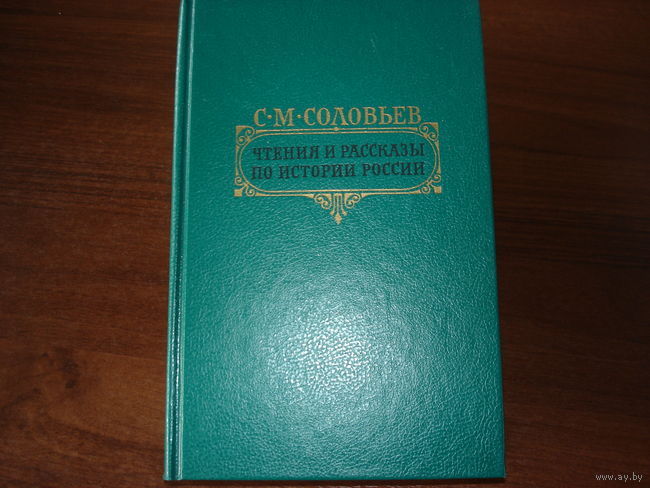 С·М·СОЛОВЬЕВ
ЧТЕНИЯ И РАССКАЗЫ
ПО ИСТОРИИ РОССИИ
www.ay.by